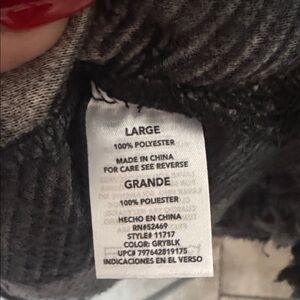 LARGE
100% POLYESTER
MADE IN CHINA
FOR CARE SEE REVERSE
GRANDE
100% POLYESTER
HECHO EN CHINA
RN#52469
STYLE# 11717
COLOR: GRYBLK
UPC# 797642819175
INDICACIONES EN EL VERSO